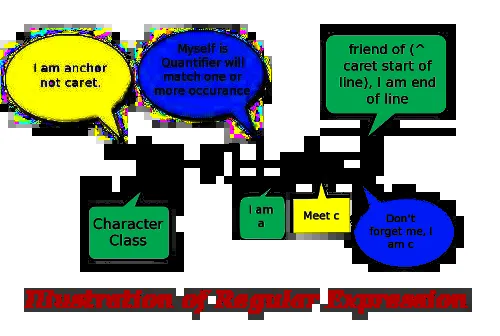 I am anchor
not caret.
Myself is
Quantifier will
match one or
more occurance
friend of (^
caret start of
line), I am end
of line
Character
Class
I am
a
Meet c
Don't
forget me, I
am c
Illustration of Regular Expression